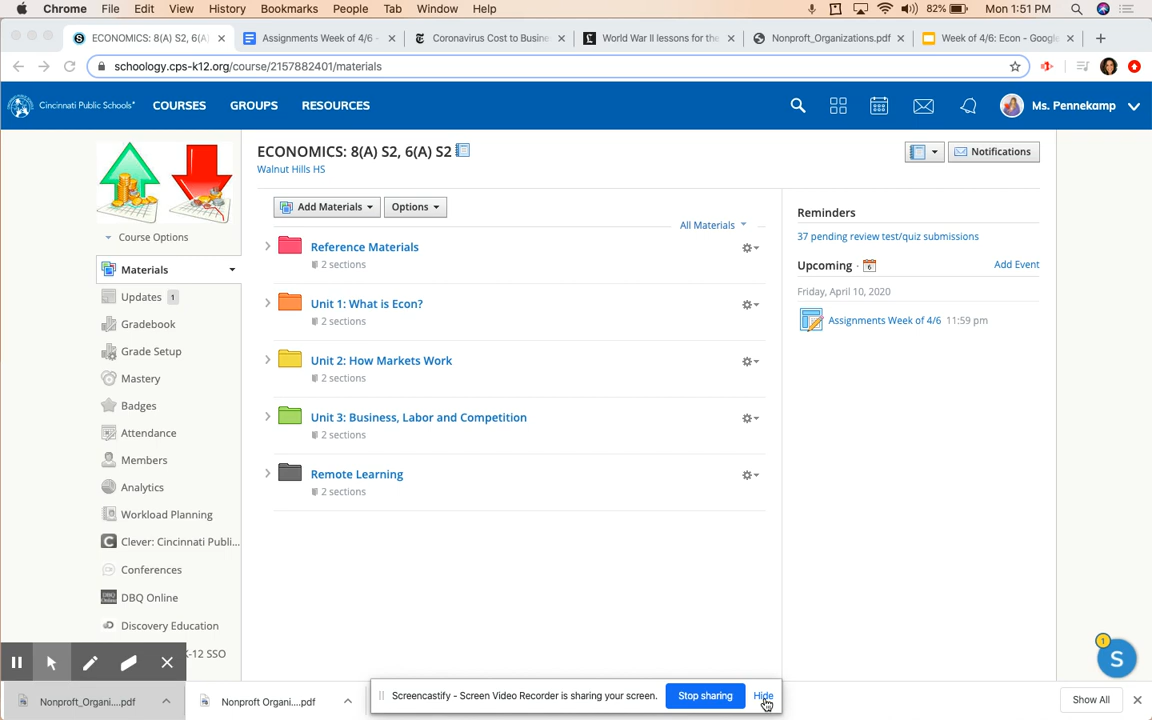 Chrome File Edit View History Bookmarks People Tab Window Help 82% Mon 1:51 PM
ECONOMICS: 8(A) S2, 6(A) S2 Assignments Week of 4/6 - Coronavirus Cost to Busine World War II lessons for the Nonprofit_Organizations.pdf Week of 4/6: Econ - Google
schoology.cps-k12.org/course/2157882401/materials
Cincinnati Public Schools COURSES GROUPS RESOURCES Ms. Pennekamp
ECONOMICS: 8(A) S2, 6(A) S2
Notifications
Walnut Hills HS
Add Materials Options
All Materials
Course Options
Materials
Updates 1
Gradebook
Grade Setup
Mastery
Badges
Attendance
Members
Analytics
Workload Planning
Clever: Cincinnati Publi...
Conferences
DBQ Online
Discovery Education
K-12 SSO
Reference Materials
2 sections
Unit 1: What is Econ?
2 sections
Unit 2: How Markets Work
2 sections
Unit 3: Business, Labor and Competition
2 sections
Remote Learning
2 sections
Reminders
37 pending review test/quiz submissions
Upcoming · 6 Add Event
Friday, April 10, 2020
Assignments Week of 4/6 11:59 pm
1
S
Nonproft_Organi....pdf
Nonproft Organi....pdf
Screencastify - Screen Video Recorder is sharing your screen. Stop sharing Hide
Show All